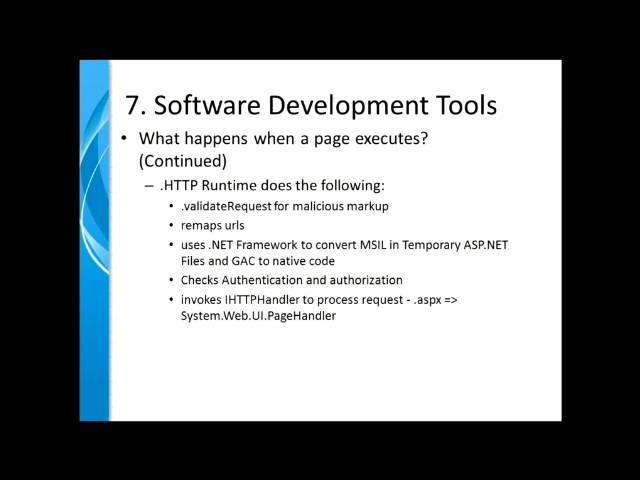 7. Software Development Tools
• What happens when a page executes?
(Continued)
– .HTTP Runtime does the following:
• .validateRequest for malicious markup
• remaps urls
• uses .NET Framework to convert MSIL in Temporary ASP.NET
Files and GAC to native code
• Checks Authentication and authorization
• invokes IHTTPHandler to process request - .aspx =>
System.Web.UI.PageHandler